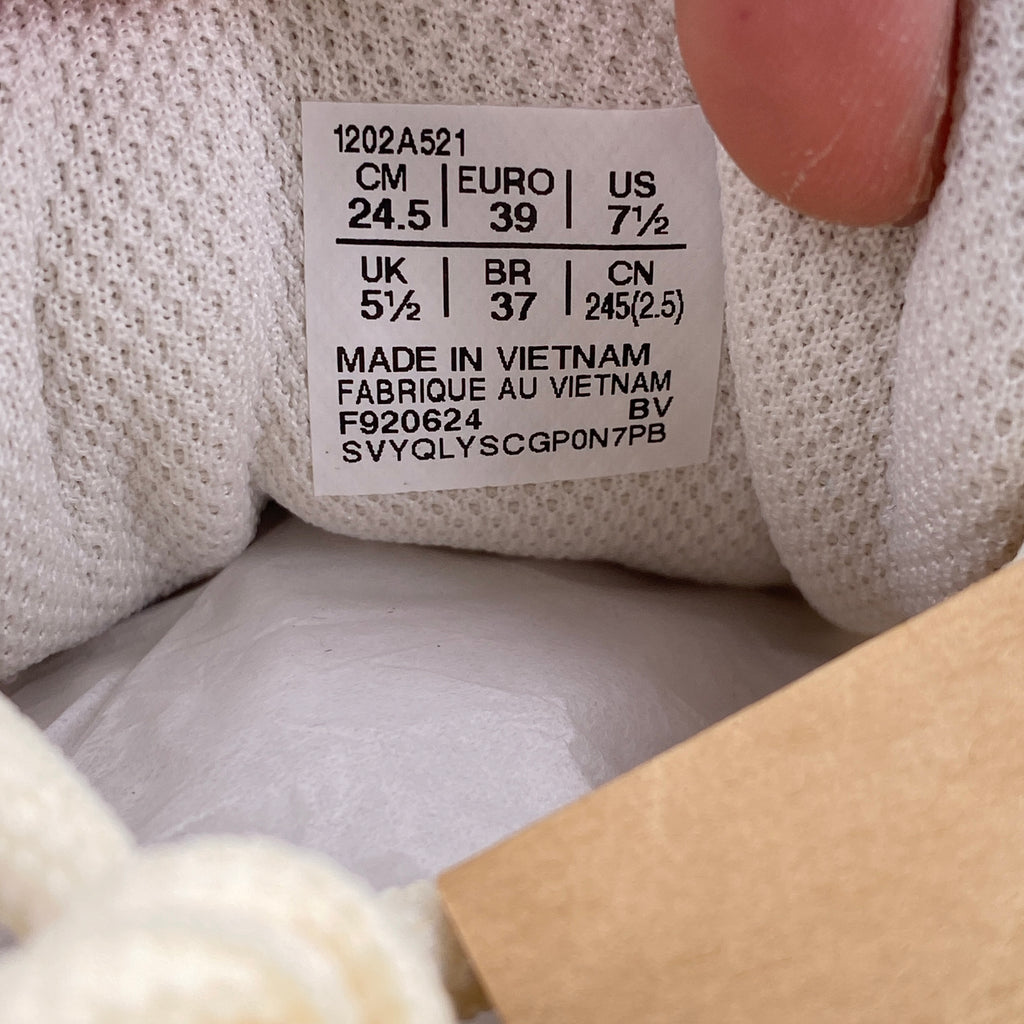 1202A521
CM | EURO | US
24.5 | 39 | 7½
UK | BR | CN
5½ | 37 | 245(2.5)
MADE IN VIETNAM
FABRIQUE AU VIETNAM
F920624 BV
SVYQLYSCGP0N7PB